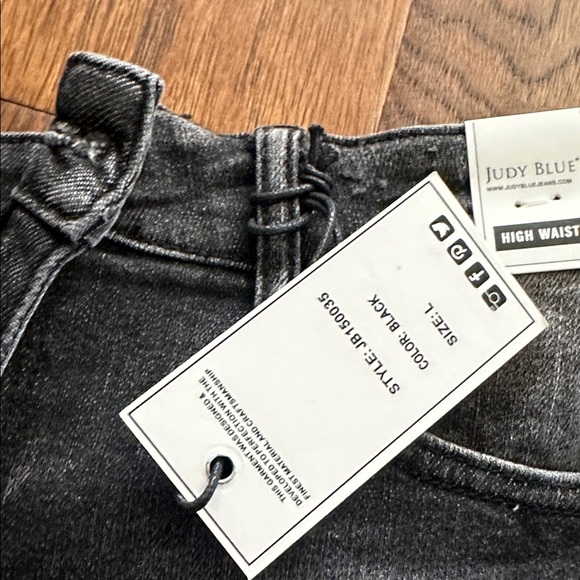 JUDY BLUE
WWW.JUDYBLUEJEANS.COM
HIGH WAIST
STYLE: JB150035
COLOR: BLACK
SIZE: L
THIS GARMENT WAS DESIGNED &
DEVELOPED TO PERFECTION WITH THE
FINEST MATERIAL AND CRAFTSMANSHIP